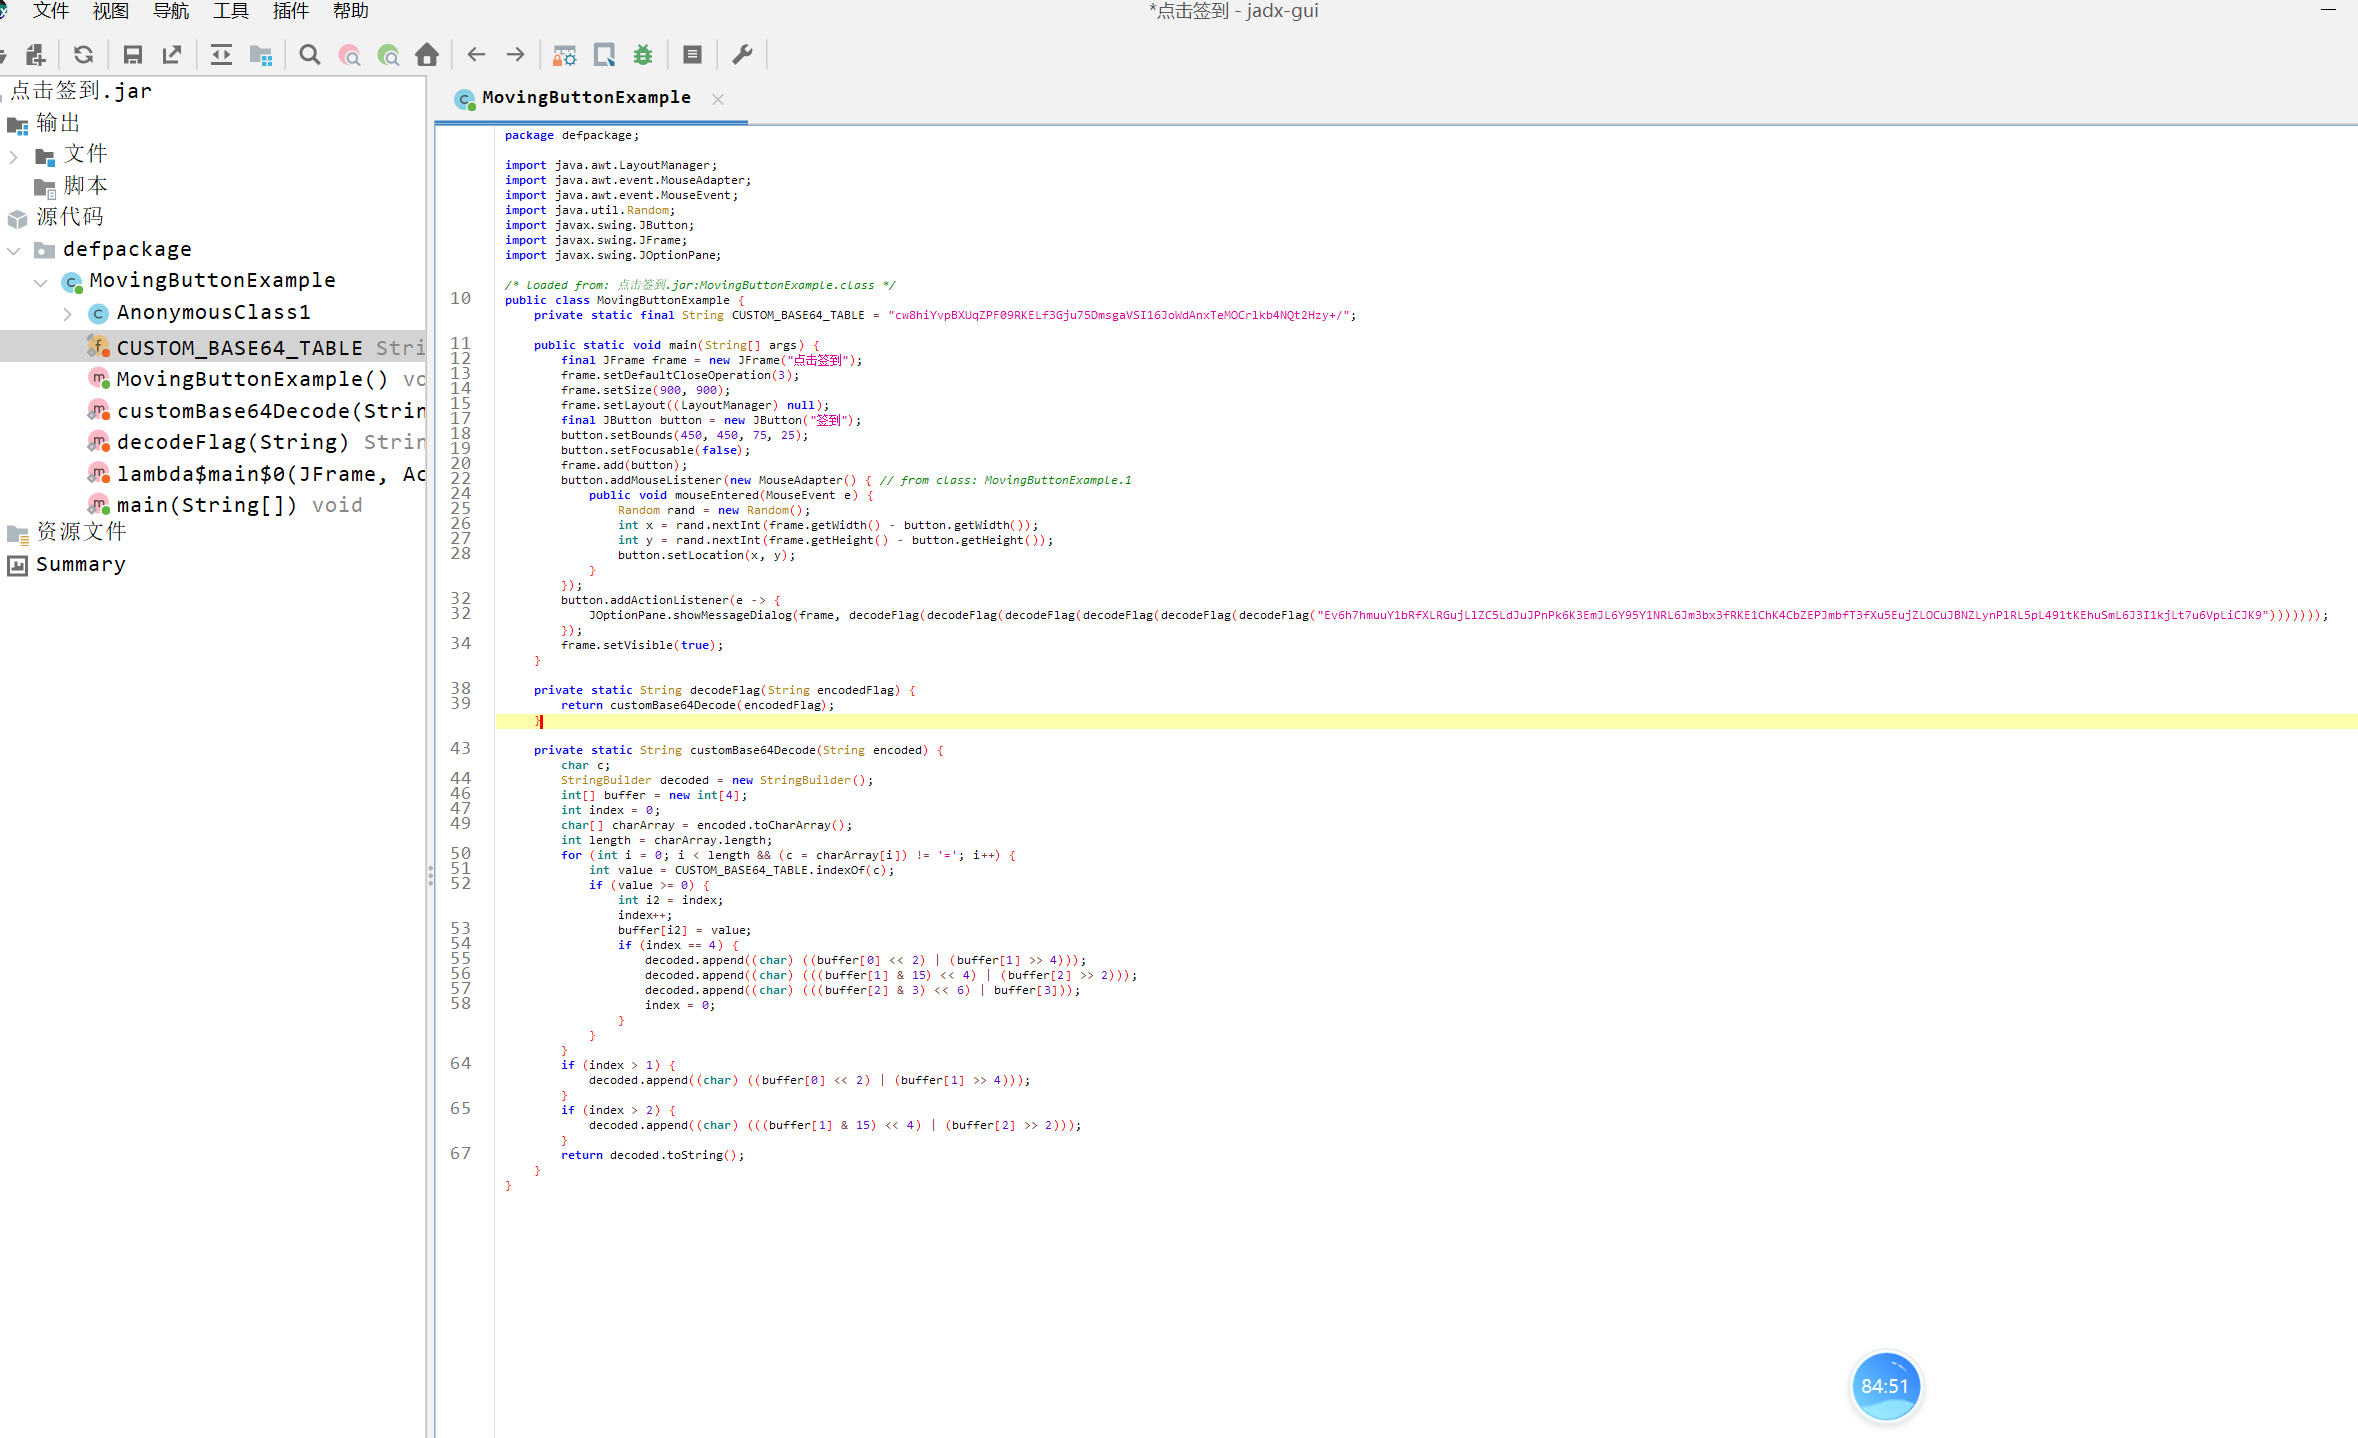 文件 视图 导航 工具 插件 帮助
*点击签到 - jadx-gui
点击签到.jar
输出
文件
脚本
源代码
defpackage
MovingButtonExample
AnonymousClass1
CUSTOM_BASE64_TABLE Stri
MovingButtonExample() vo
customBase64Decode(Strin
decodeFlag(String) Strin
lambda$main$0(JFrame, Ac
main(String[]) void
资源文件
Summary
MovingButtonExample
package defpackage;
import java.awt.LayoutManager;
import java.awt.event.MouseAdapter;
import java.awt.event.MouseEvent;
import java.util.Random;
import javax.swing.JButton;
import javax.swing.JFrame;
import javax.swing.JOptionPane;
/* loaded from: 点击签到.jar:MovingButtonExample.class */
10 public class MovingButtonExample {
private static final String CUSTOM_BASE64_TABLE = "cw8hiYvpBXUqZPF09RKELf3Gju75DmsgaVSI16JoWdAnxTeMOCrlkb4NQt2Hzy+/";
11 public static void main(String[] args) {
12 final JFrame frame = new JFrame("点击签到");
13 frame.setDefaultCloseOperation(3);
14 frame.setSize(900, 900);
15 frame.setLayout((LayoutManager) null);
17 final JButton button = new JButton("签到");
18 button.setBounds(450, 450, 75, 25);
19 button.setFocusable(false);
20 frame.add(button);
22 button.addMouseListener(new MouseAdapter() { // from class: MovingButtonExample.1
24 public void mouseEntered(MouseEvent e) {
25 Random rand = new Random();
26 int x = rand.nextInt(frame.getWidth() - button.getWidth());
27 int y = rand.nextInt(frame.getHeight() - button.getHeight());
28 button.setLocation(x, y);
}
});
32 button.addActionListener(e -> {
32 JOptionPane.showMessageDialog(frame, decodeFlag(decodeFlag(decodeFlag(decodeFlag(decodeFlag(decodeFlag("Ev6h7hmuuY1bRfXLRGujLlZC5LdJuJPnPk6K3EmJL6Y95Y1NRL6Jm3bx3fRKE1ChK4CbZEPJmbfT3fXu5EujZLOCuJBNZLynPlRL5pL491tKEhuSmL6J3I1kjLt7u6VpLiCJK9")))))));
});
34 frame.setVisible(true);
}
38 private static String decodeFlag(String encodedFlag) {
39 return customBase64Decode(encodedFlag);
}
43 private static String customBase64Decode(String encoded) {
char c;
44 StringBuilder decoded = new StringBuilder();
46 int[] buffer = new int[4];
47 int index = 0;
49 char[] charArray = encoded.toCharArray();
int length = charArray.length;
50 for (int i = 0; i < length && (c = charArray[i]) != '='; i++) {
51 int value = CUSTOM_BASE64_TABLE.indexOf(c);
52 if (value >= 0) {
int i2 = index;
index++;
53 buffer[i2] = value;
54 if (index == 4) {
55 decoded.append((char) ((buffer[0] << 2) | (buffer[1] >> 4)));
56 decoded.append((char) (((buffer[1] & 15) << 4) | (buffer[2] >> 2)));
57 decoded.append((char) (((buffer[2] & 3) << 6) | buffer[3]));
58 index = 0;
}
}
}
64 if (index > 1) {
decoded.append((char) ((buffer[0] << 2) | (buffer[1] >> 4)));
}
65 if (index > 2) {
decoded.append((char) (((buffer[1] & 15) << 4) | (buffer[2] >> 2)));
}
67 return decoded.toString();
}
}
84:51